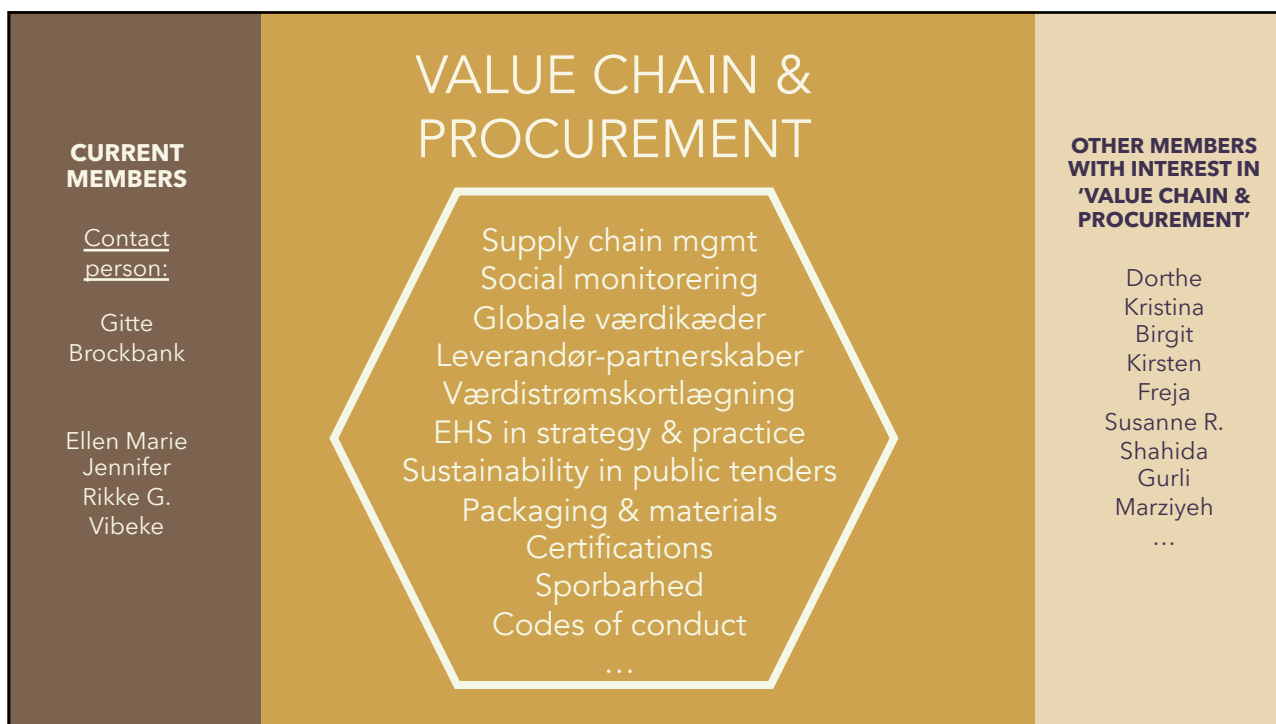 CURRENT
MEMBERS
Contact
person:
Gitte
Brockbank
Ellen Marie
Jennifer
Rikke G.
Vibeke
VALUE CHAIN &
PROCUREMENT
Supply chain mgmt
Social monitorering
Globale værdikæder
Leverandør-partnerskaber
Værdistrømskortlægning
EHS in strategy & practice
Sustainability in public tenders
Packaging & materials
Certifications
Sporbarhed
Codes of conduct
…
OTHER MEMBERS
WITH INTEREST IN
‘VALUE CHAIN &
PROCUREMENT’
Dorthe
Kristina
Birgit
Kirsten
Freja
Susanne R.
Shahida
Gurli
Marziyeh
…